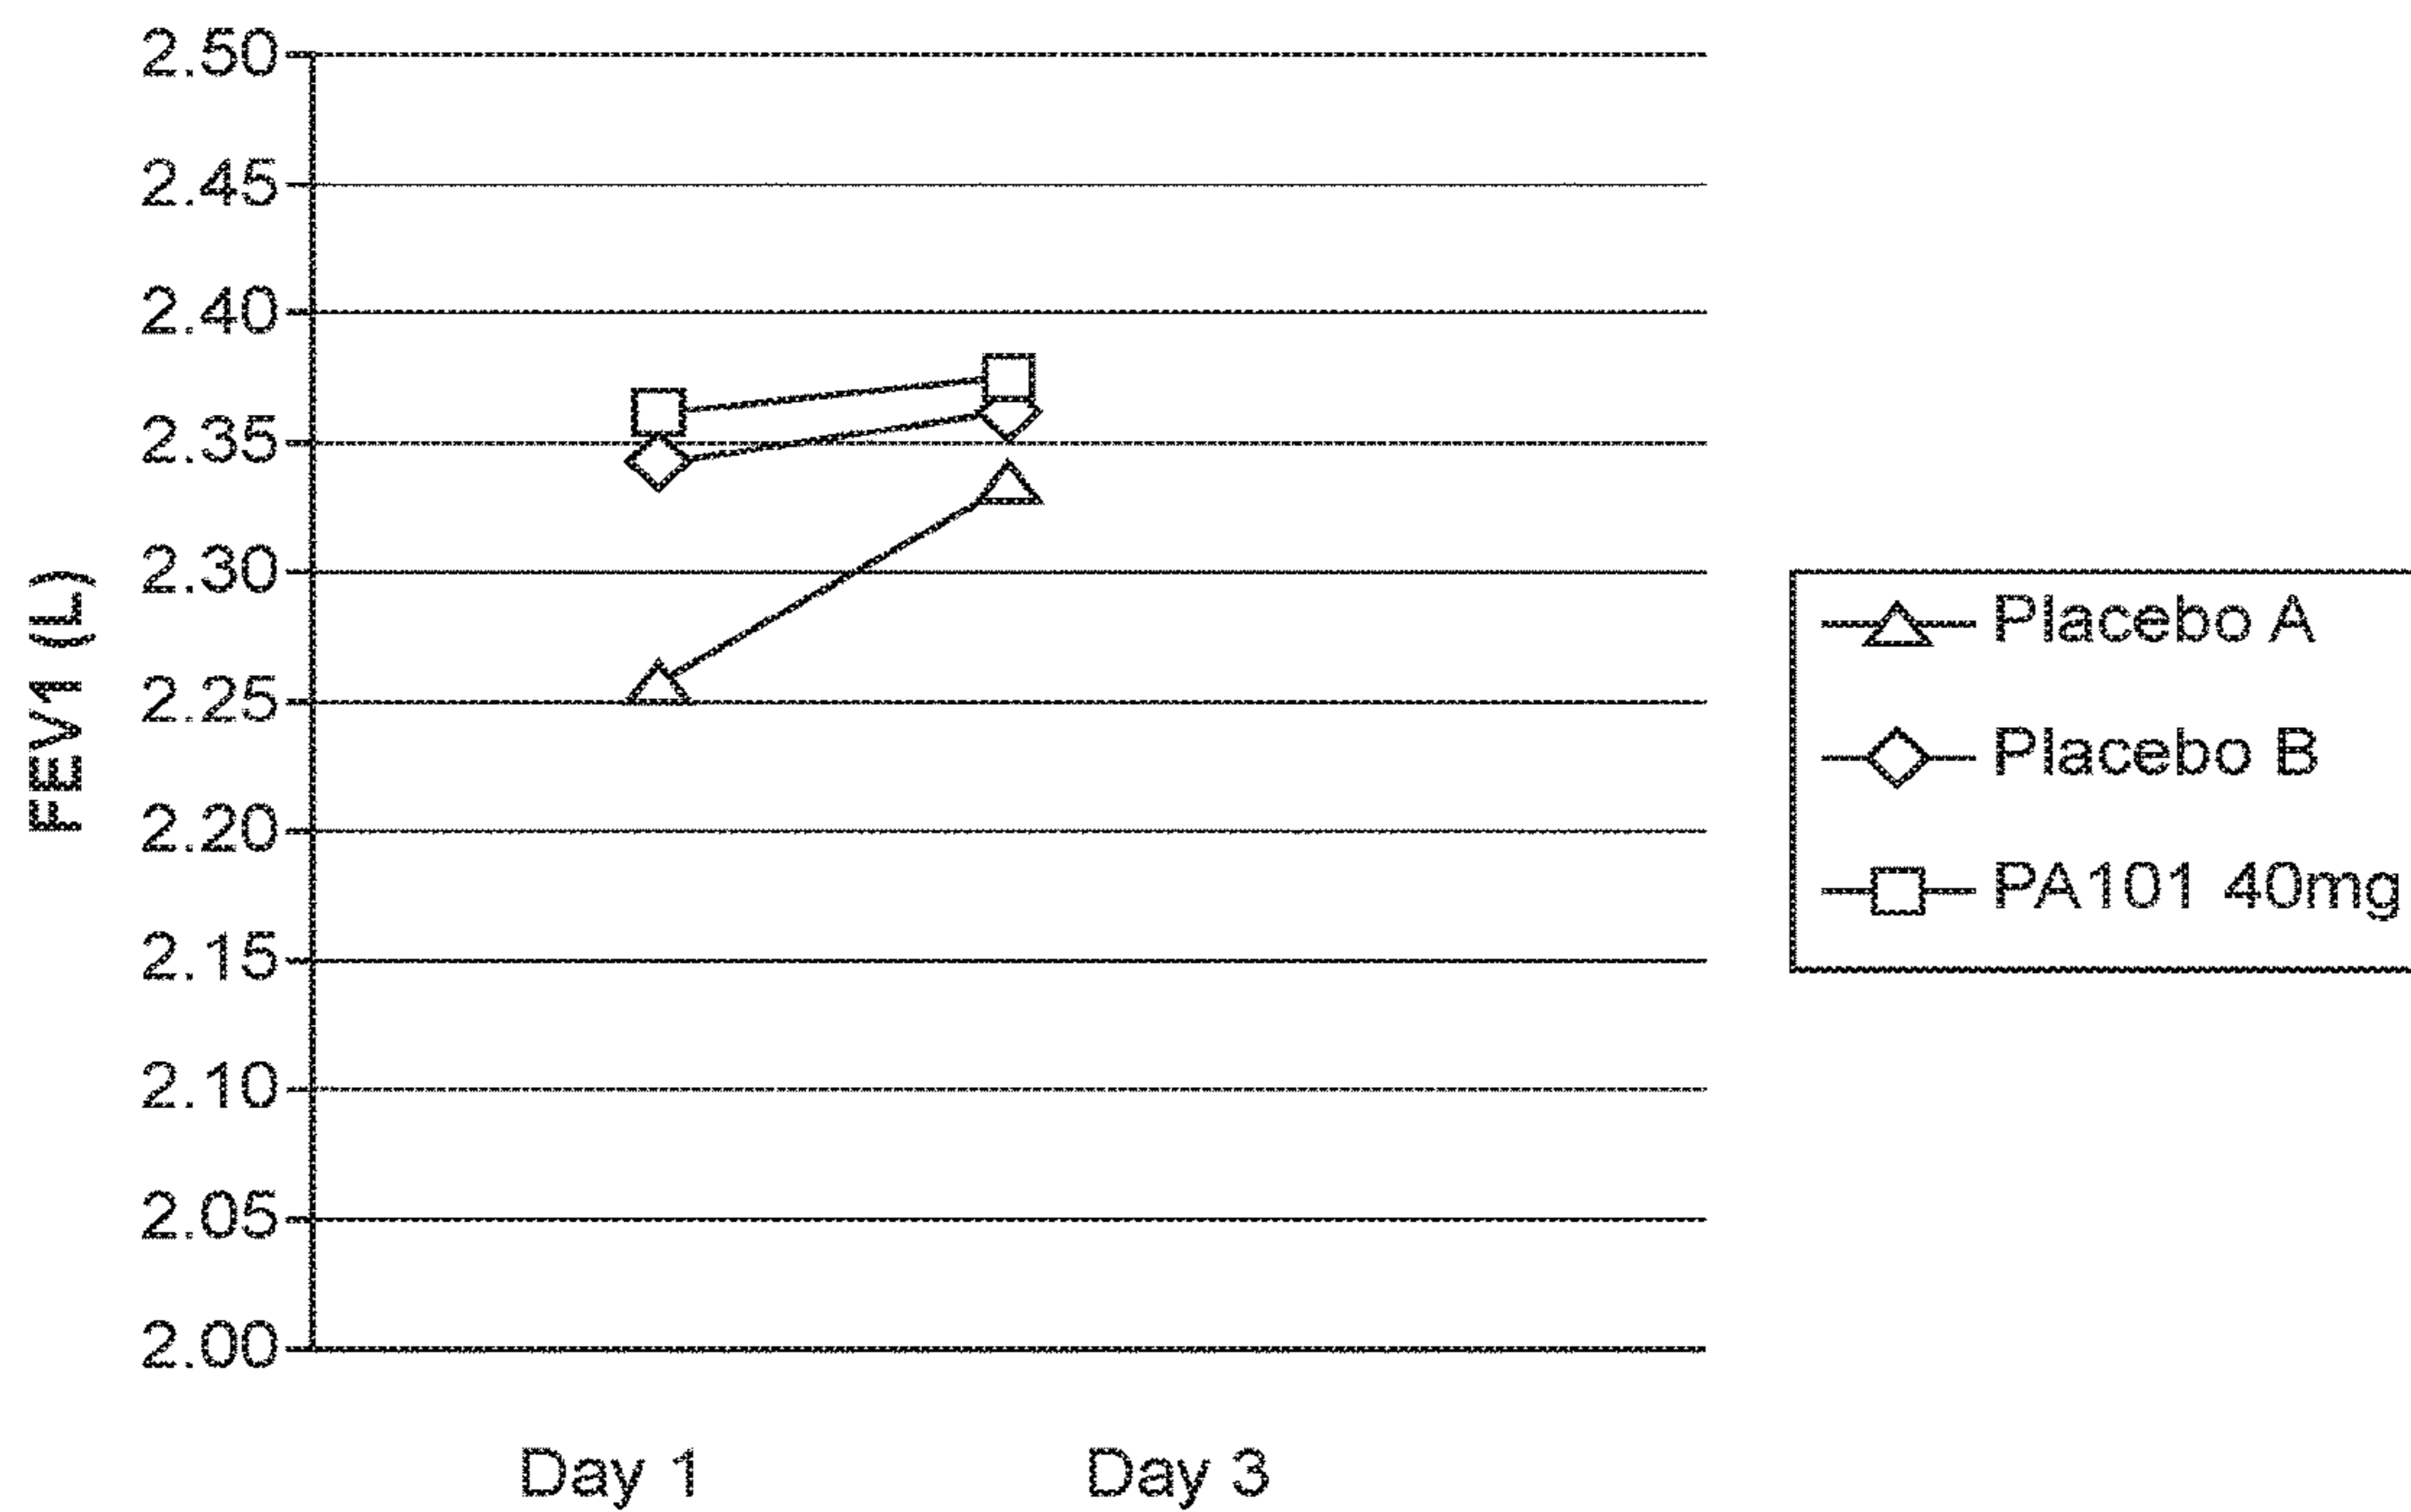 2.50
2.45
2.40
2.35
2.30
2.25
2.20
2.15
2.10
2.05
2.00
FEV1 (L)
Day 1
Day 3
Placebo A
Placebo B
PA101 40mg